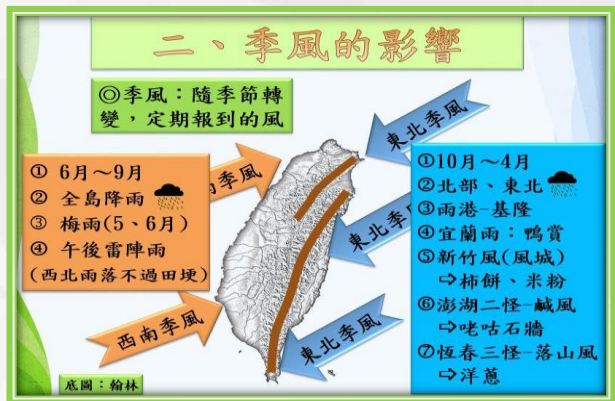 二、季風的影響
◎季風：隨季節轉
變，定期報到的風
① 6月～9月
② 全島降雨
③ 梅雨(5、6月)
④ 午後雷陣雨
(西北雨落不過田埂)
季風
西南季風
東北季風
東北季
東北季風
①10月～4月
②北部、東北
③雨港-基隆
④宜蘭雨：鴨賞
⑤新竹風(風城)
⇨柿餅、米粉
⑥澎湖二怪-鹹風
⇨咾咕石牆
⑦恆春三怪-落山風
⇨洋蔥
底圖：翰林